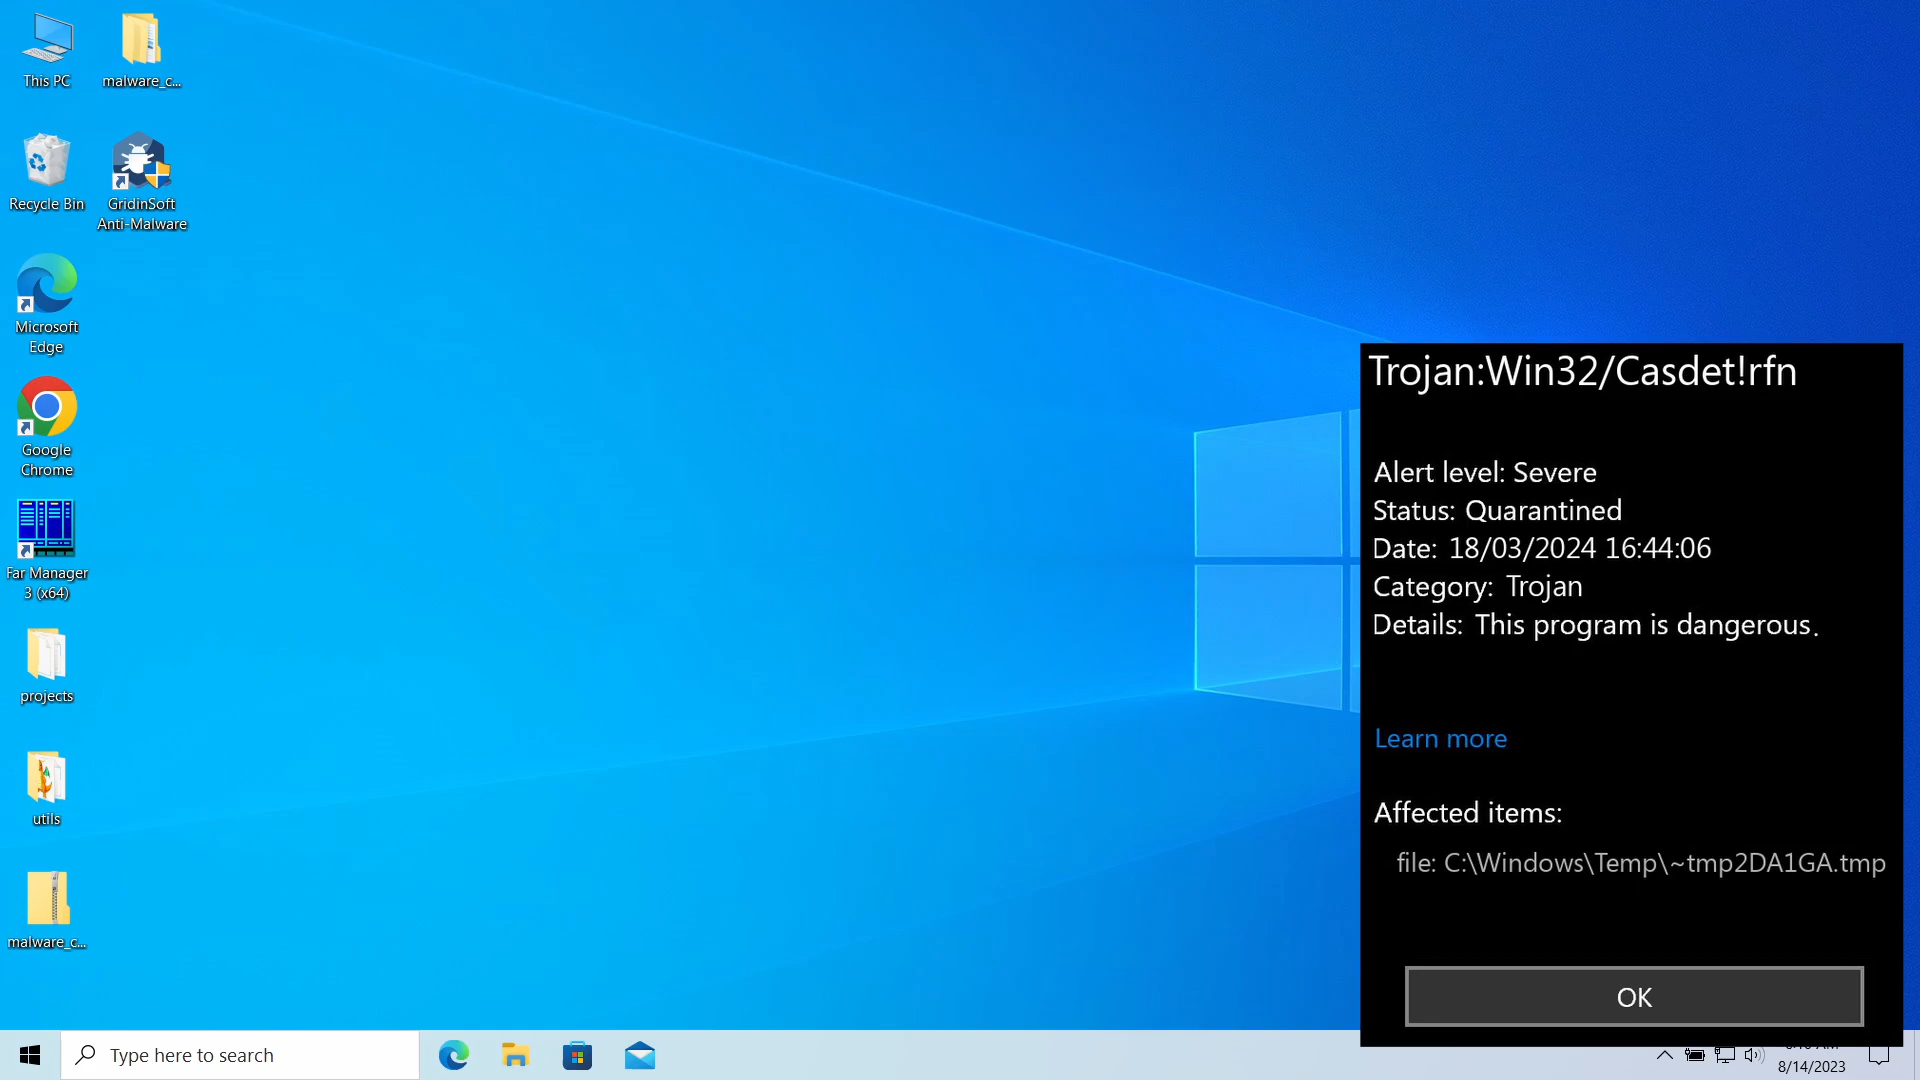 This PC
malware_c...
Recycle Bin
GridinSoft
Anti-Malware
Microsoft
Edge
Google
Chrome
Far Manager
3 (x64)
projects
utils
malware_c...
Trojan:Win32/Casdet!rfn
Alert level: Severe
Status: Quarantined
Date: 18/03/2024 16:44:06
Category: Trojan
Details: This program is dangerous.
Learn more
Affected items:
file: C:\Windows\Temp\~tmp2DA1GA.tmp
OK
Type here to search
8/14/2023